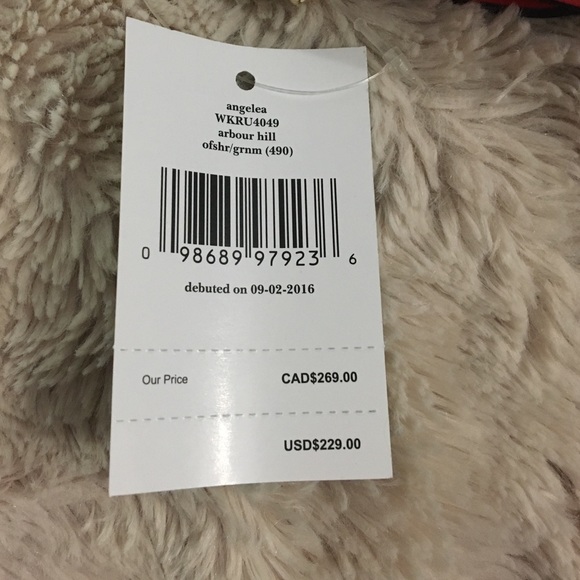 angelea
WKRU4049
arbour hill
ofshr/grnm (490)
0 98689 97923 6
debuted on 09-02-2016
Our Price CAD$269.00
USD$229.00